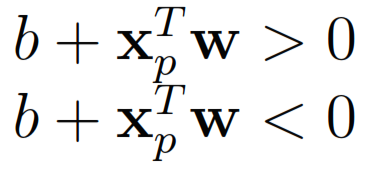 b + x_p^T w > 0
b + x_p^T w < 0